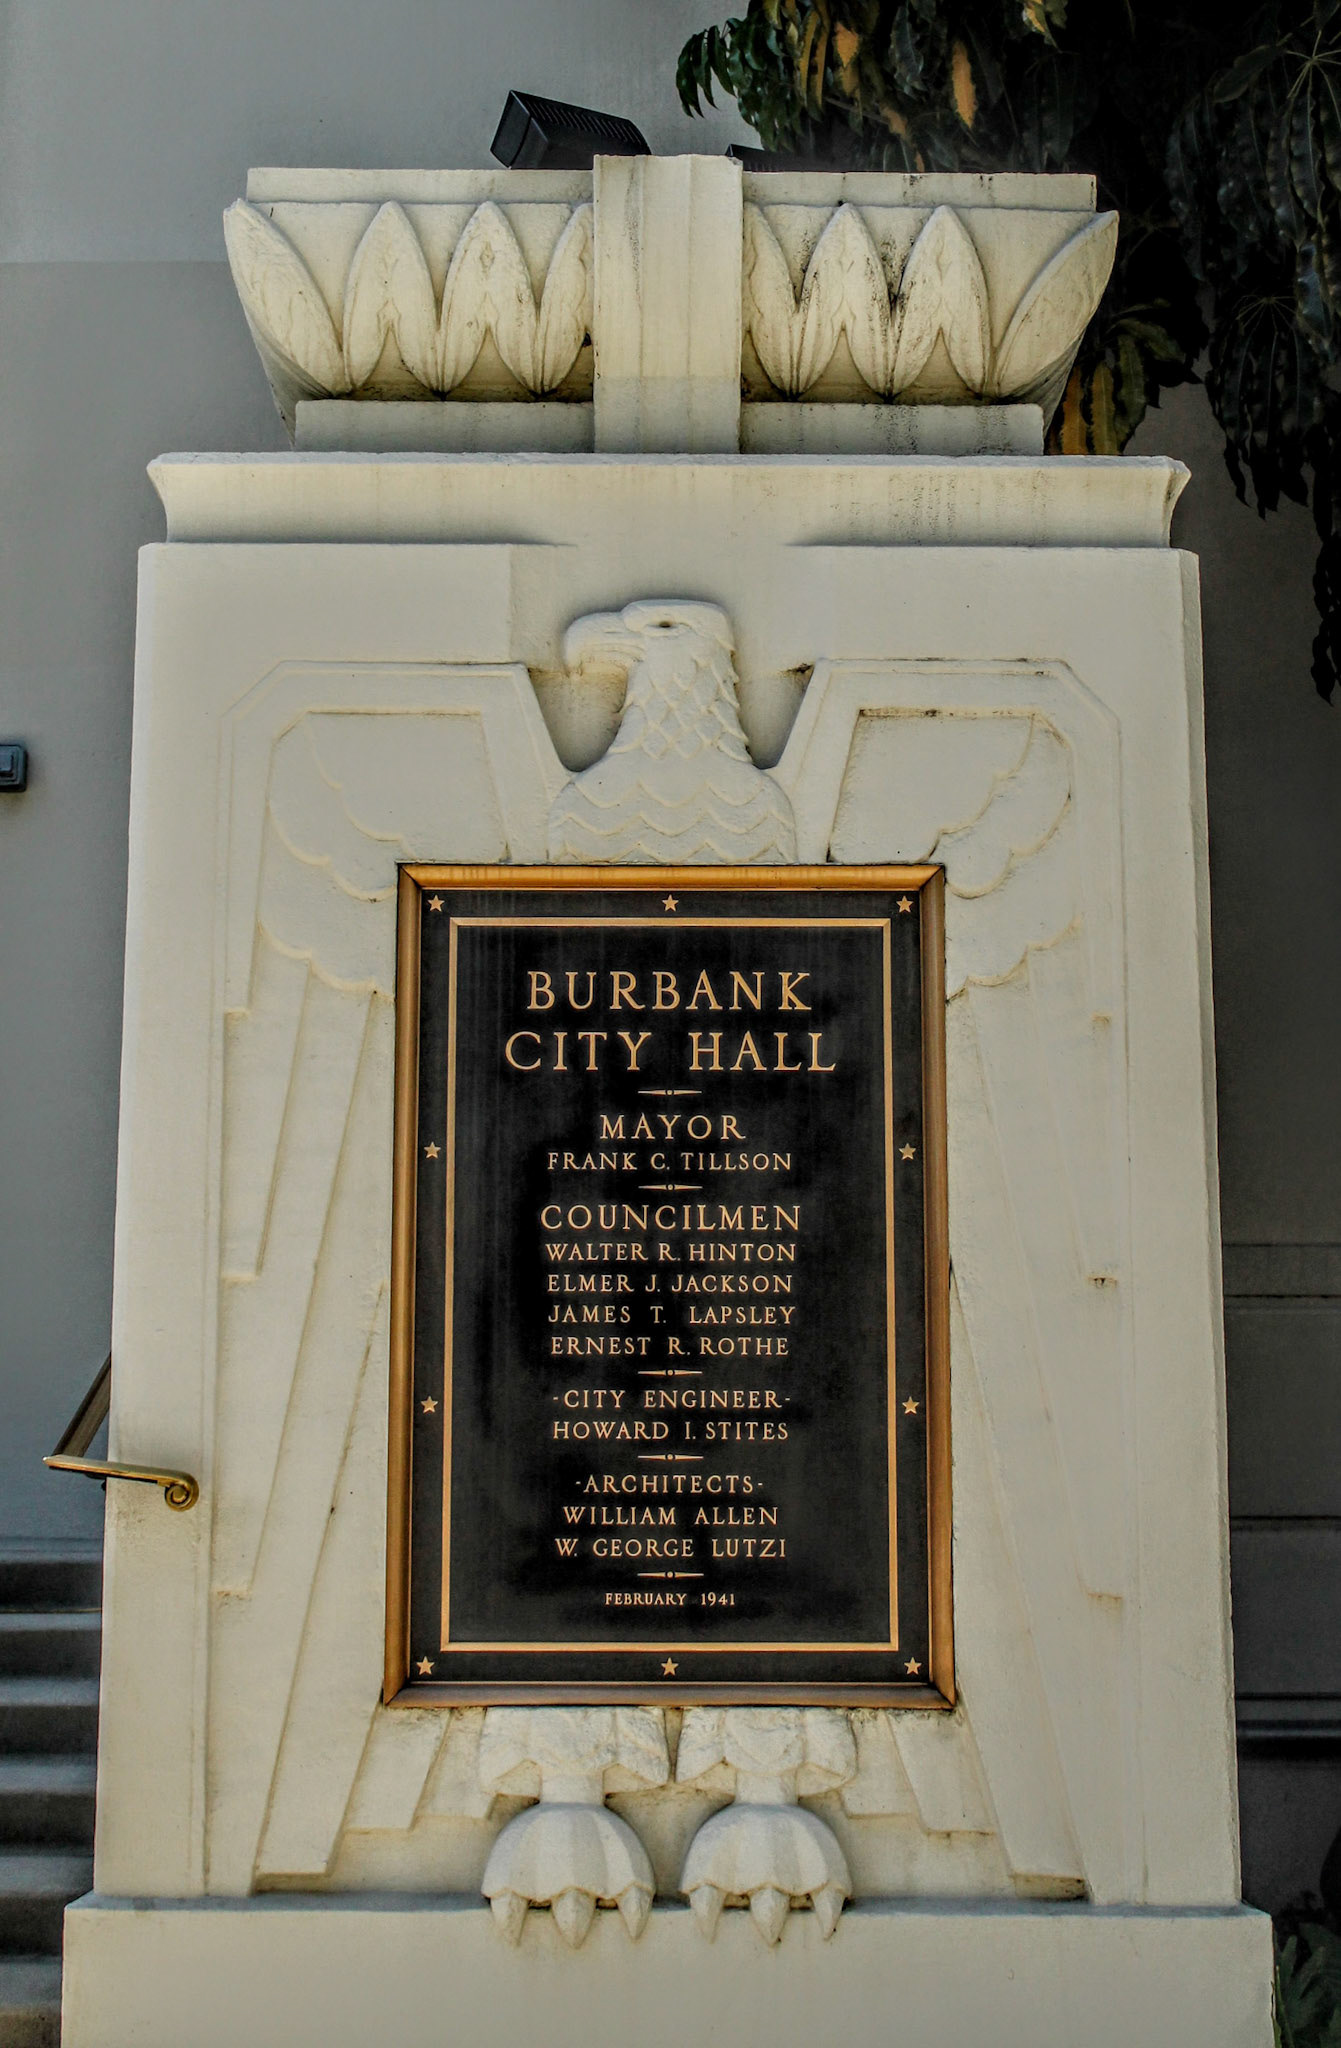 BURBANK
CITY HALL
MAYOR
FRANK C. TILLSON
COUNCILMEN
WALTER R. HINTON
ELMER J. JACKSON
JAMES T. LAPSLEY
ERNEST R. ROTHE
-CITY ENGINEER-
HOWARD I. STITES
-ARCHITECTS-
WILLIAM ALLEN
W. GEORGE LUTZI
FEBRUARY 1941